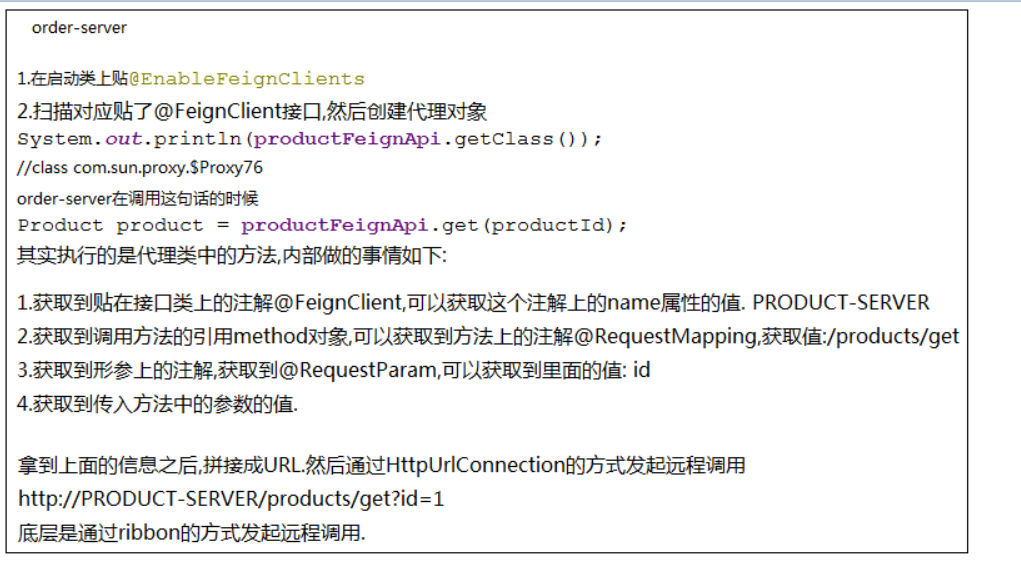 order-server
1.在启动类上贴@EnableFeignClients
2.扫描对应贴了@FeignClient接口,然后创建代理对象
System.out.println(productFeignApi.getClass());
//class com.sun.proxy.$Proxy76
order-server在调用这句话的时候
Product product = productFeignApi.get(productId);
其实执行的是代理类中的方法,内部做的事情如下:
1.获取到贴在接口类上的注解@FeignClient,可以获取这个注解上的name属性的值. PRODUCT-SERVER
2.获取到调用方法的引用method对象,可以获取到方法上的注解@RequestMapping,获取值:/products/get
3.获取到形参上的注解,获取到@RequestParam,可以获取到里面的值: id
4.获取到传入方法中的参数的值.
拿到上面的信息之后,拼接成URL.然后通过HttpUrlConnection的方式发起远程调用
http://PRODUCT-SERVER/products/get?id=1
底层是通过ribbon的方式发起远程调用.